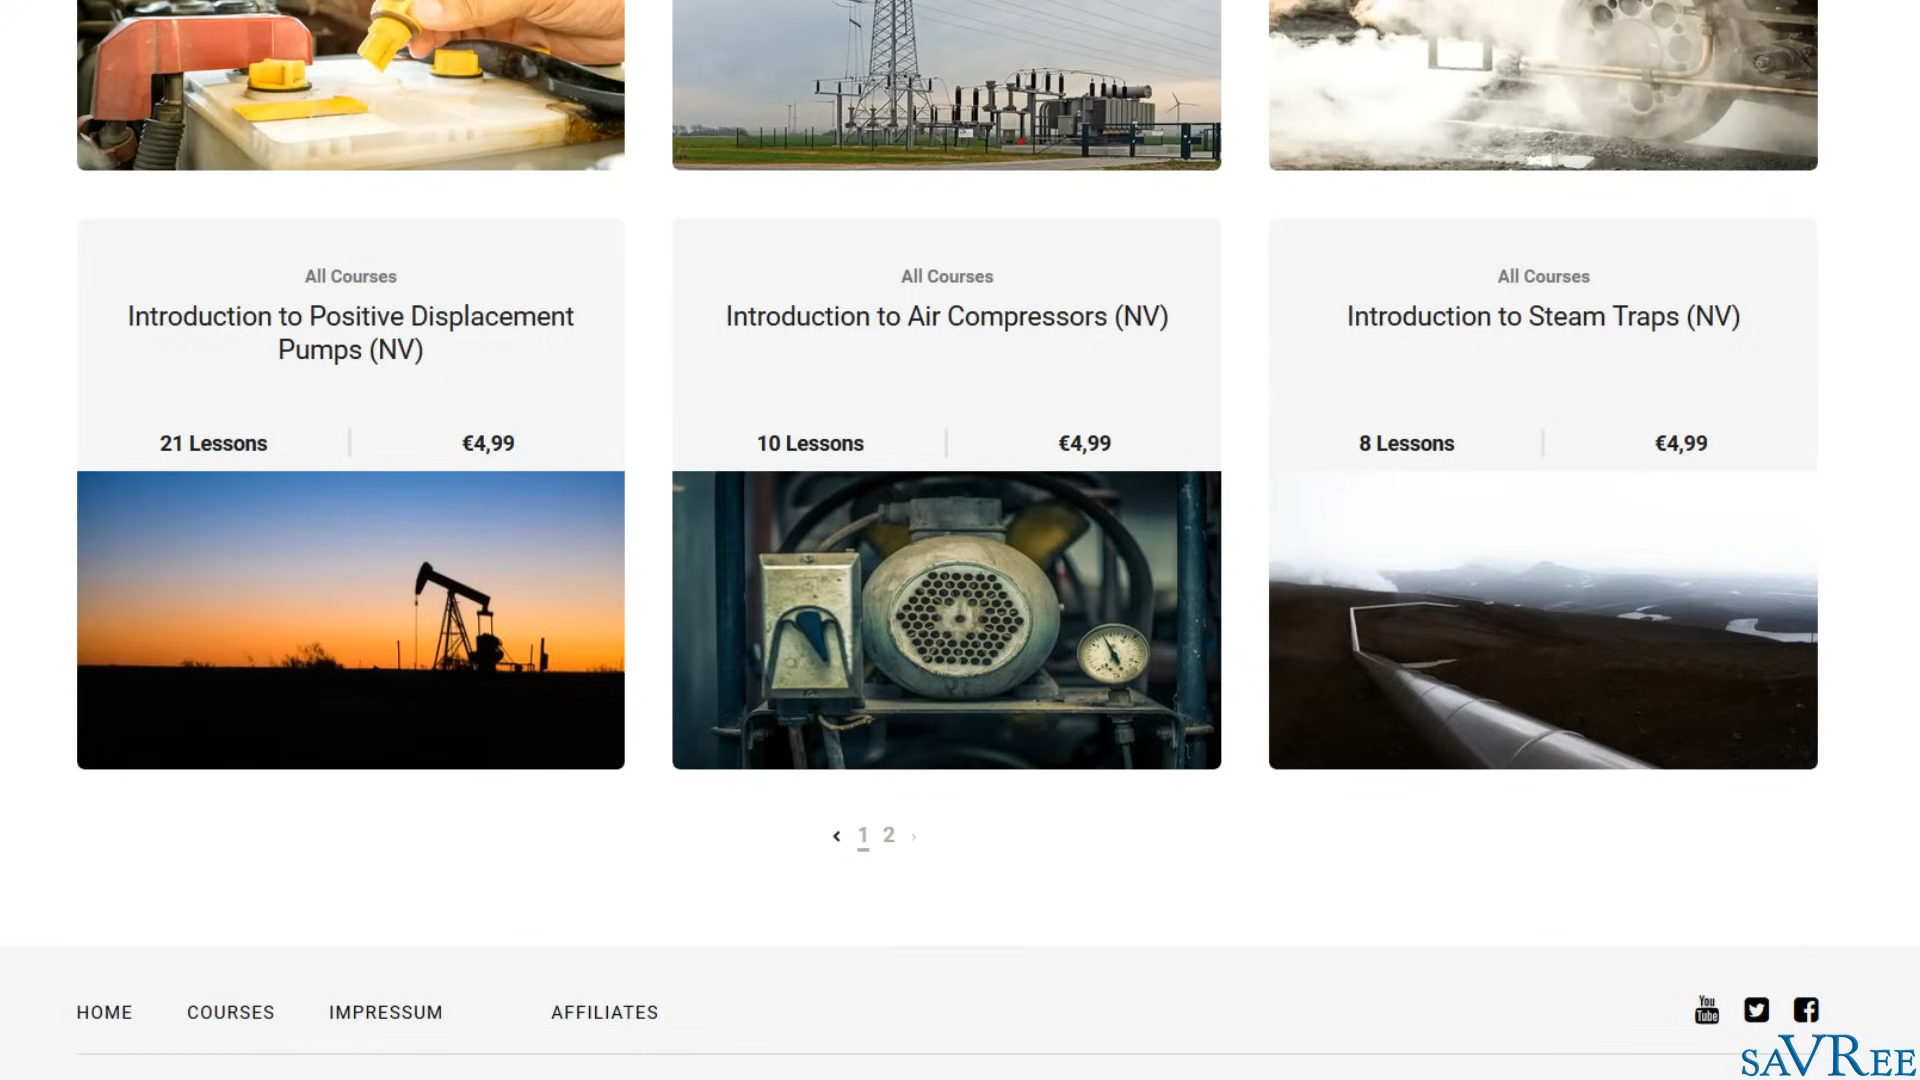 All Courses
Introduction to Positive Displacement
Pumps (NV)
21 Lessons
€4,99
All Courses
Introduction to Air Compressors (NV)
10 Lessons
€4,99
All Courses
Introduction to Steam Traps (NV)
8 Lessons
€4,99
1 2
HOME COURSES IMPRESSUM AFFILIATES
You
Tube
saVRee